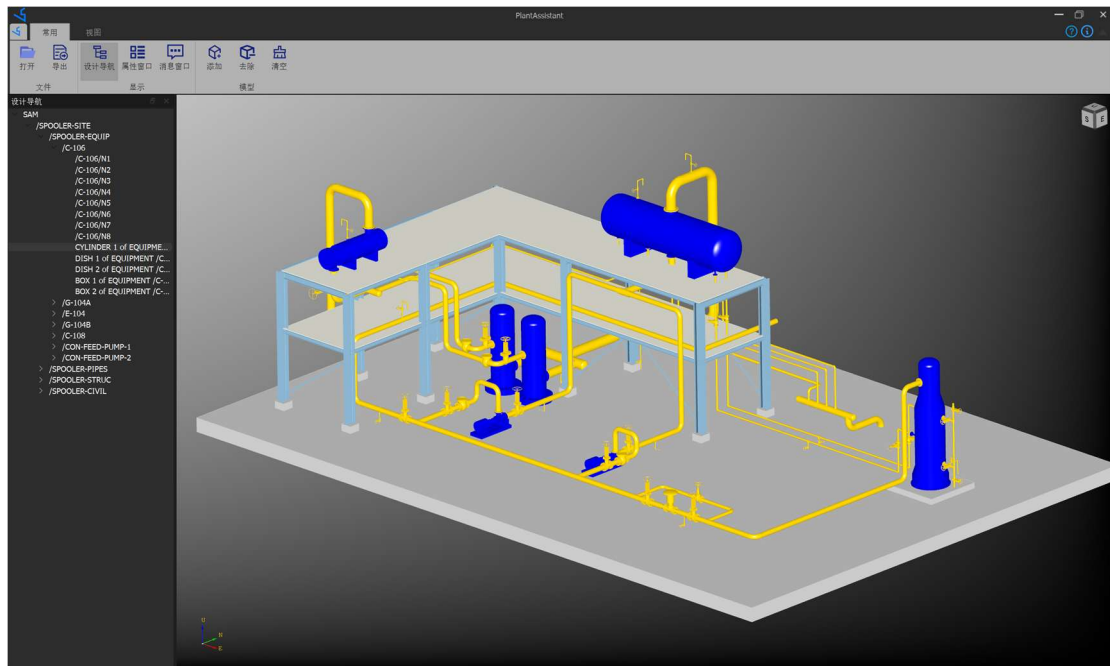 PlantAssistant
常用 视图
打开 导出 设计导航 属性窗口 消息窗口 添加 去除 清空
文件 显示 模型
设计导航
SAM
/SPOOLER-SITE
/SPOOLER-EQUIP
/C-106
/C-106/N1
/C-106/N2
/C-106/N3
/C-106/N4
/C-106/N5
/C-106/N6
/C-106/N7
/C-106/N8
CYLINDER 1 of EQUIPME...
DISH 1 of EQUIPMENT /C...
DISH 2 of EQUIPMENT /C...
BOX 1 of EQUIPMENT /C-...
BOX 2 of EQUIPMENT /C-...
/G-104A
/E-104
/G-104B
/C-108
/CON-FEED-PUMP-1
/CON-FEED-PUMP-2
/SPOOLER-PIPES
/SPOOLER-STRUC
/SPOOLER-CIVIL
S E
U
N
E